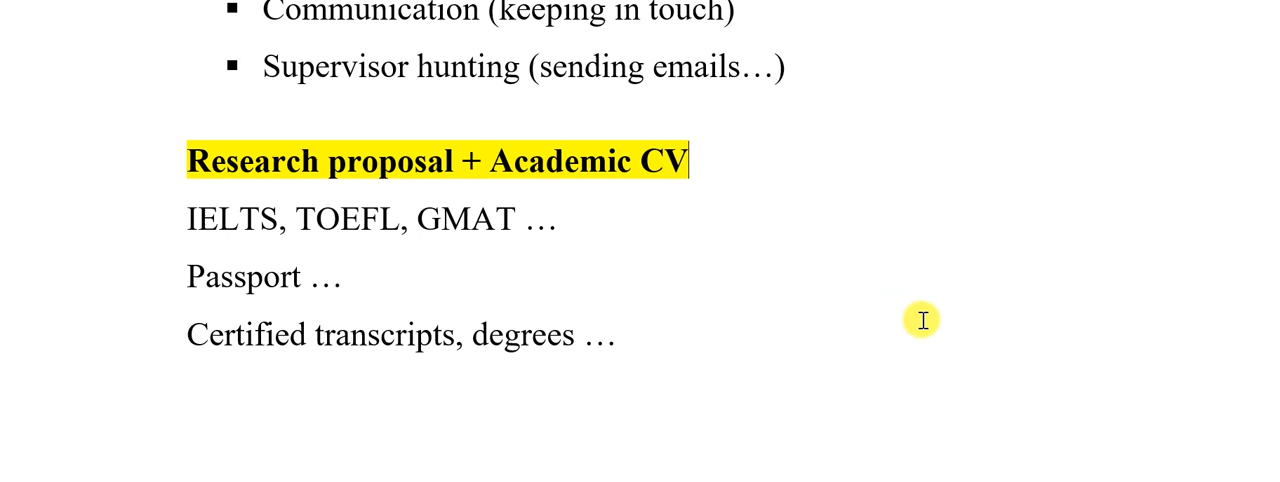 ▪ Communication (keeping in touch)
▪ Supervisor hunting (sending emails…)
Research proposal + Academic CV
IELTS, TOEFL, GMAT …
Passport …
Certified transcripts, degrees …